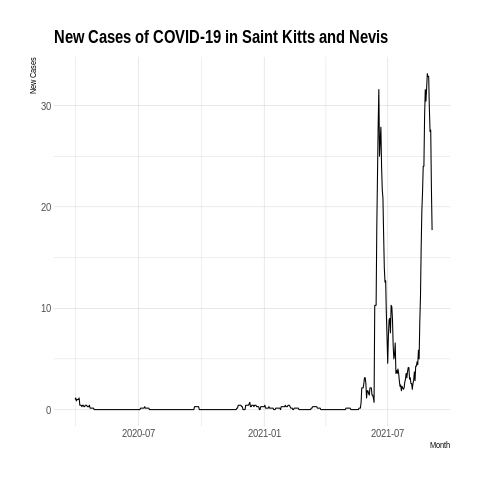 New Cases of COVID-19 in Saint Kitts and Nevis
New Cases
30
20
10
0
2020-07
2021-01
2021-07
Month